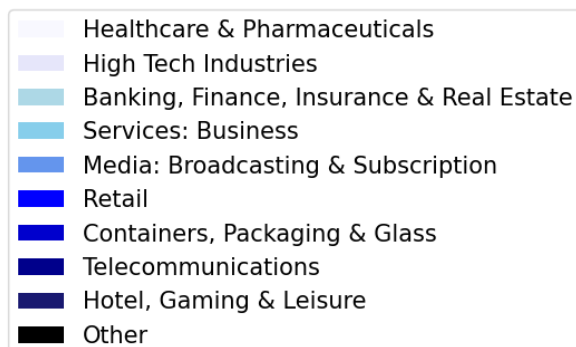 Healthcare & Pharmaceuticals
High Tech Industries
Banking, Finance, Insurance & Real Estate
Services: Business
Media: Broadcasting & Subscription
Retail
Containers, Packaging & Glass
Telecommunications
Hotel, Gaming & Leisure
Other